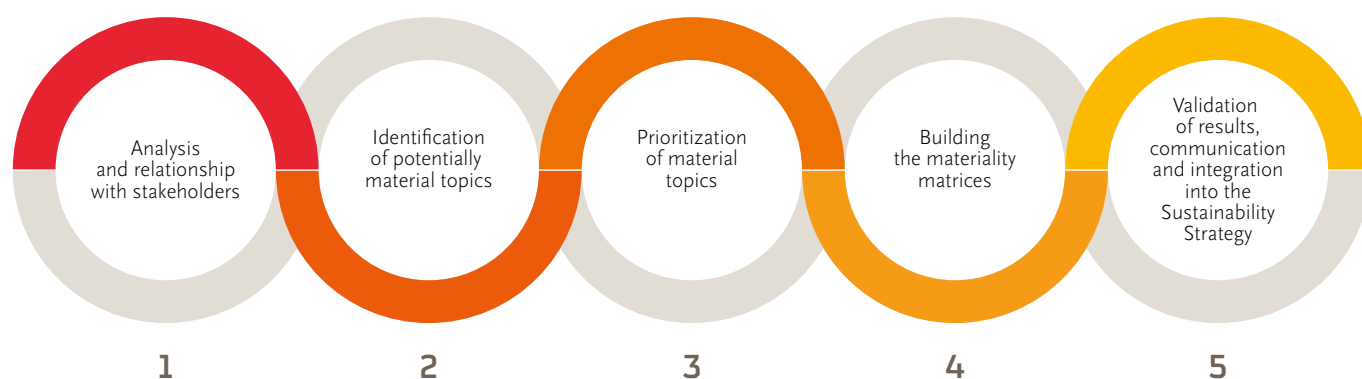 Analysis
and relationship
with stakeholders
Identification
of potentially
material topics
Prioritization
of material
topics
Building
the materiality
matrices
Validation
of results,
communication
and integration
into the
Sustainability
Strategy
1
2
3
4
5